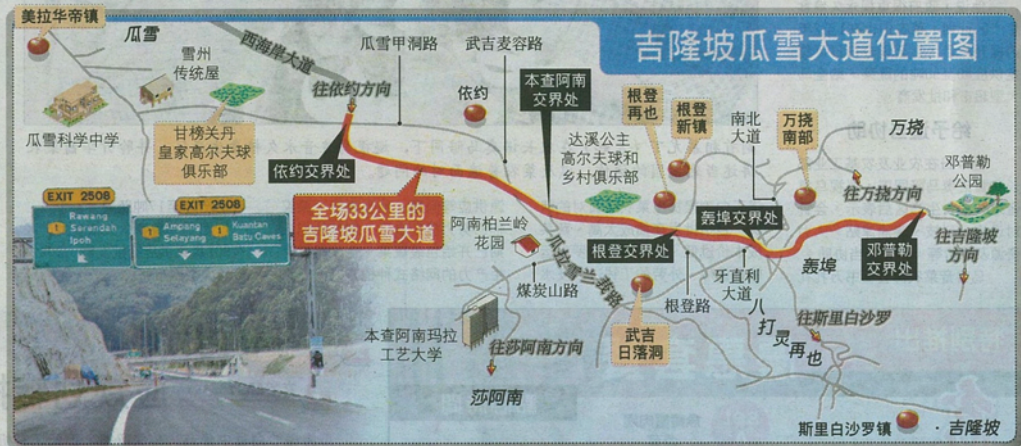 吉隆坡瓜雪大道位置图
美拉华帝镇
瓜雪
雪州
传统屋
西海岸大道
瓜雪甲洞路
武吉麦容路
往依约方向
依约
本查阿南
交界处
根登
再也
根登
新镇
南北
大道
万挠
南部
万挠
瓜雪科学中学
甘榜关丹
皇家高尔夫球
俱乐部
依约交界处
达溪公主
高尔夫球和
乡村俱乐部
往万挠方向
邓普勒
公园
全场33公里的
吉隆坡瓜雪大道
阿南柏兰岭
花园
瓜拉雪兰莪路
根登交界处
轰埠交界处
轰埠
邓普勒
交界处
往吉隆坡
方向
EXIT 2508
Rawang
Serendah
Ipoh
EXIT 2508
1
Ampang
Selayang
1
Kuantan
Batu Caves
煤炭山路
根登路
牙直利
大道
八打灵再也
往斯里白沙罗
本查阿南玛拉
工艺大学
往莎阿南方向
武吉
日落洞
莎阿南
斯里白沙罗镇
吉隆坡